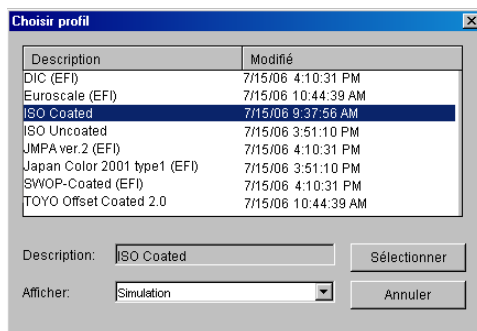 Choisir profil
Description Modifié
DIC (EFI) 7/15/06 4:10:31 PM
Euroscale (EFI) 7/15/06 10:44:39 AM
ISO Coated 7/15/06 9:37:56 AM
ISO Uncoated 7/15/06 3:51:10 PM
JMPA ver.2 (EFI) 7/15/06 4:10:31 PM
Japan Color 2001 type1 (EFI) 7/15/06 3:51:10 PM
SWOP-Coated (EFI) 7/15/06 4:10:31 PM
TOYO Offset Coated 2.0 7/15/06 10:44:39 AM
Description: ISO Coated Sélectionner
Afficher: Simulation Annuler